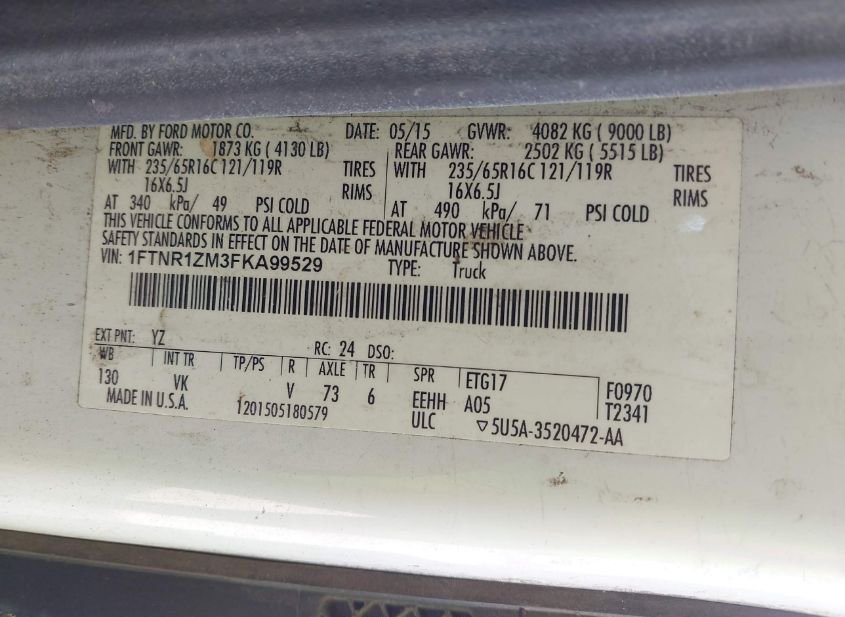 MFD. BY FORD MOTOR CO. DATE: 05/15 GVWR: 4082 KG ( 9000 LB)
FRONT GAWR: 1873 KG ( 4130 LB) REAR GAWR: 2502 KG ( 5515 LB)
WITH 235/65R16C 121/119R TIRES WITH 235/65R16C 121/119R TIRES
16X6.5J RIMS 16X6.5J RIMS
AT 340 kPa/ 49 PSI COLD AT 490 kPa/ 71 PSI COLD
THIS VEHICLE CONFORMS TO ALL APPLICABLE FEDERAL MOTOR VEHICLE
SAFETY STANDARDS IN EFFECT ON THE DATE OF MANUFACTURE SHOWN ABOVE.
VIN: 1FTNR1ZM3FKA99529 TYPE: Truck
EXT PNT: YZ RC: 24 DSO:
WB INT TR TP/PS R AXLE TR SPR ETG17 F0970
130 VK V 73 6 EEHH A05 T2341
MADE IN U.S.A. 1201505180579 ULC ▽5U5A-3520472-AA